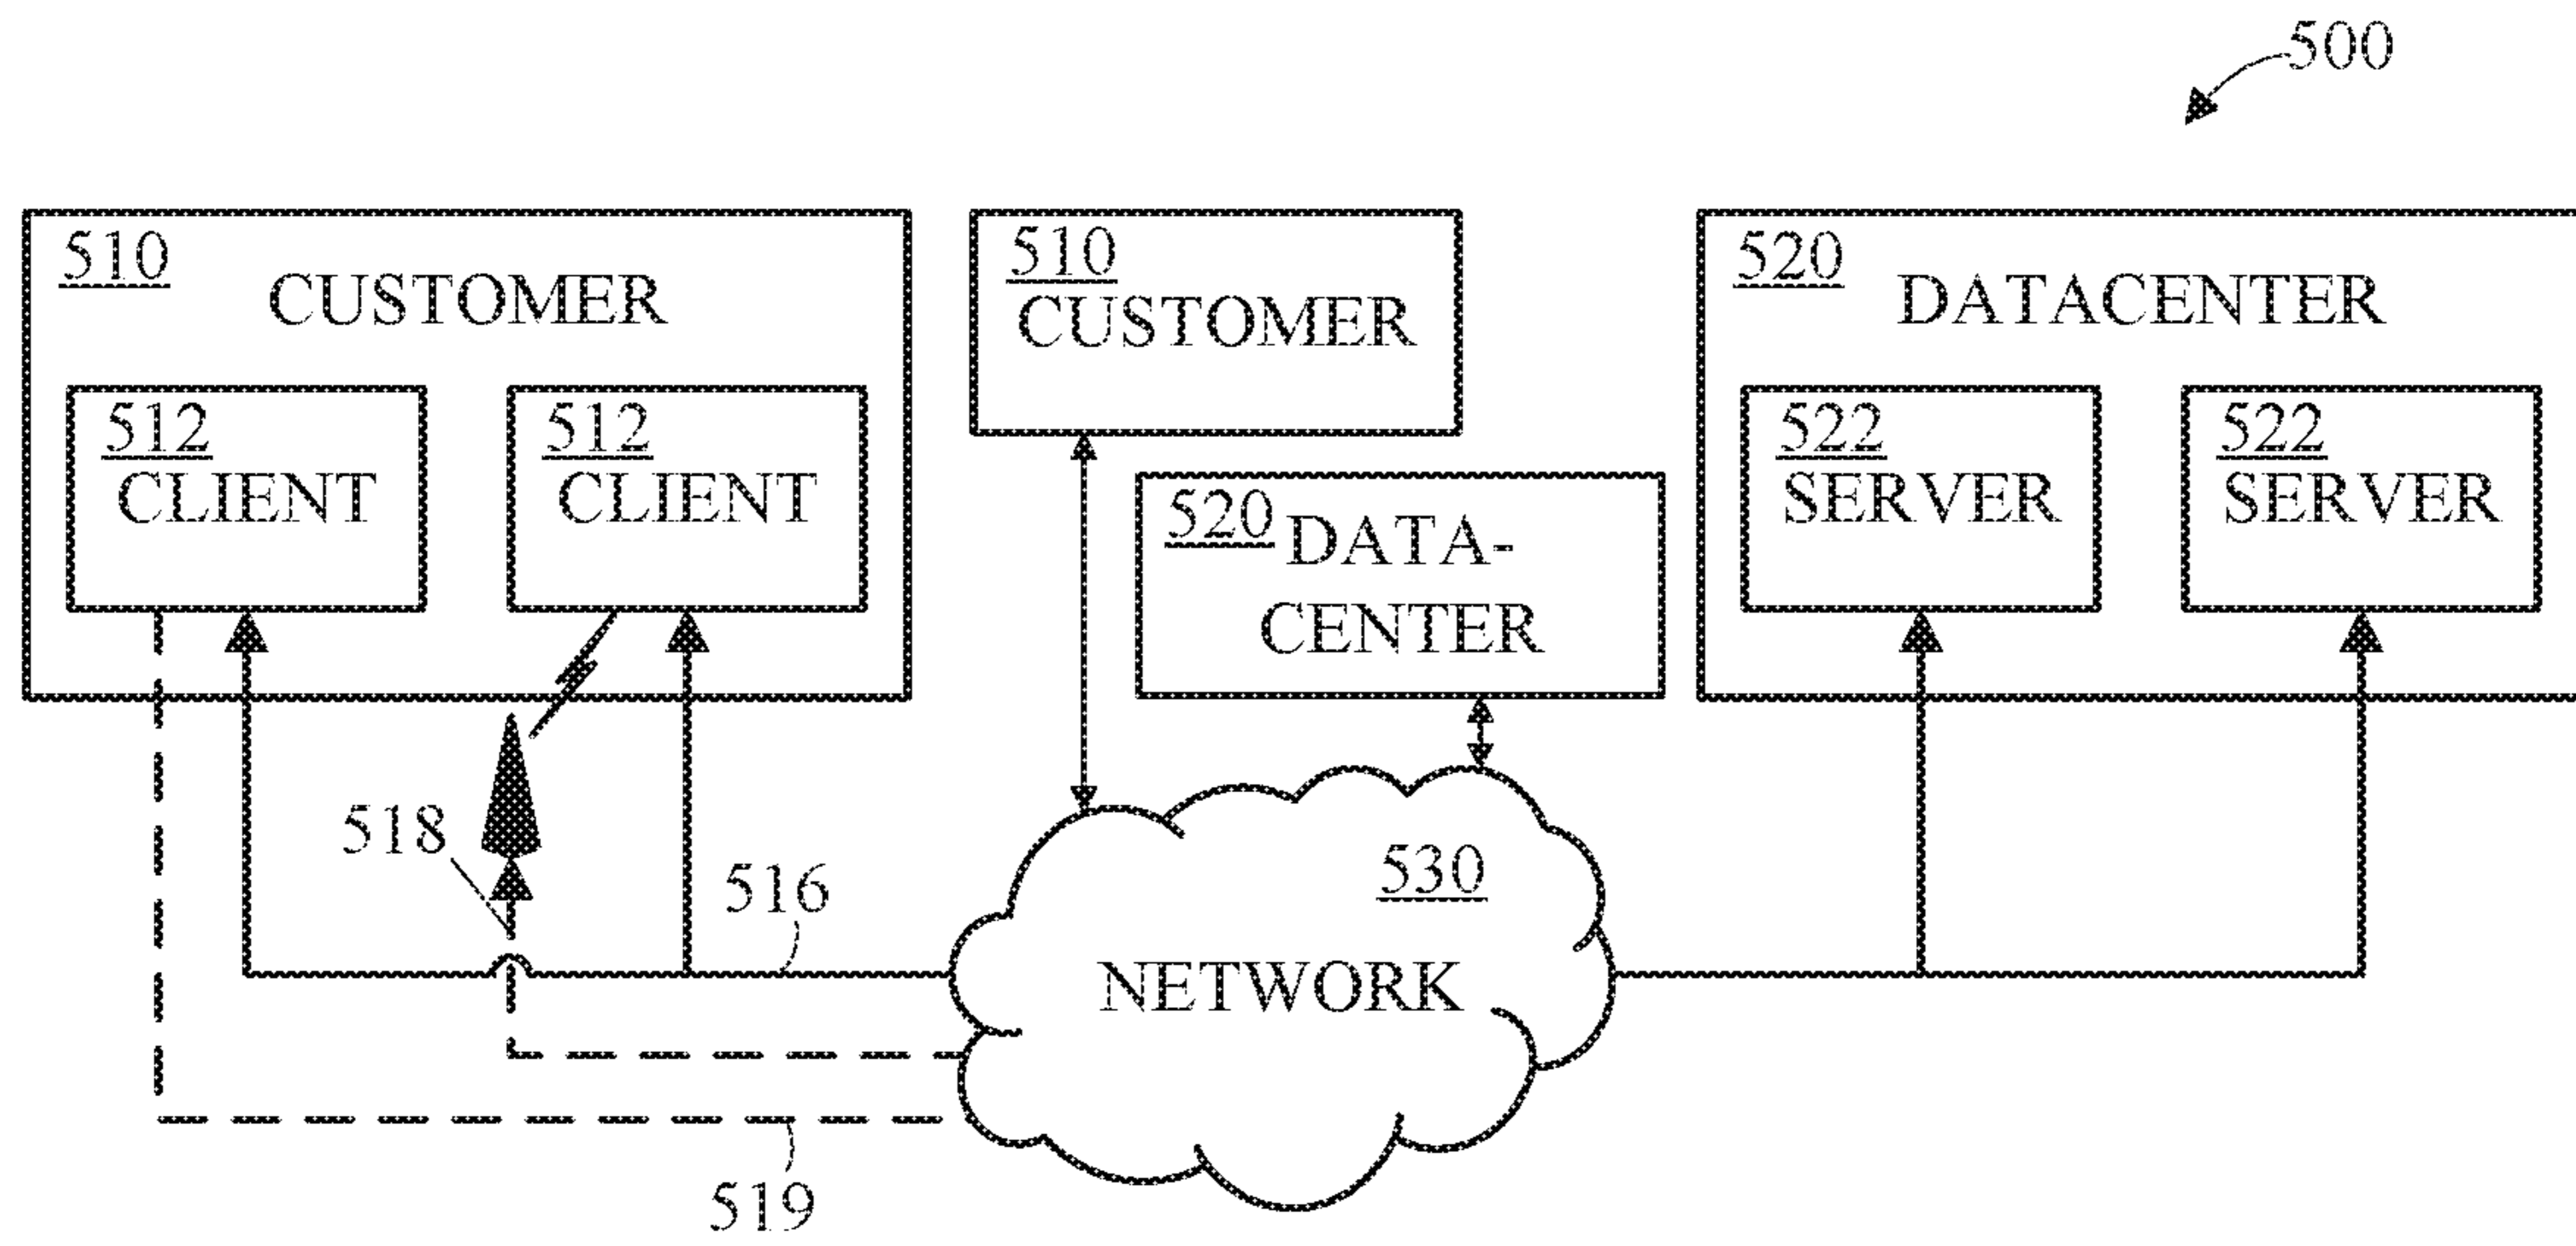 500
510
CUSTOMER
512
CLIENT
512
CLIENT
510
CUSTOMER
520
DATA-
CENTER
520
DATACENTER
522
SERVER
522
SERVER
518
516
530
NETWORK
519